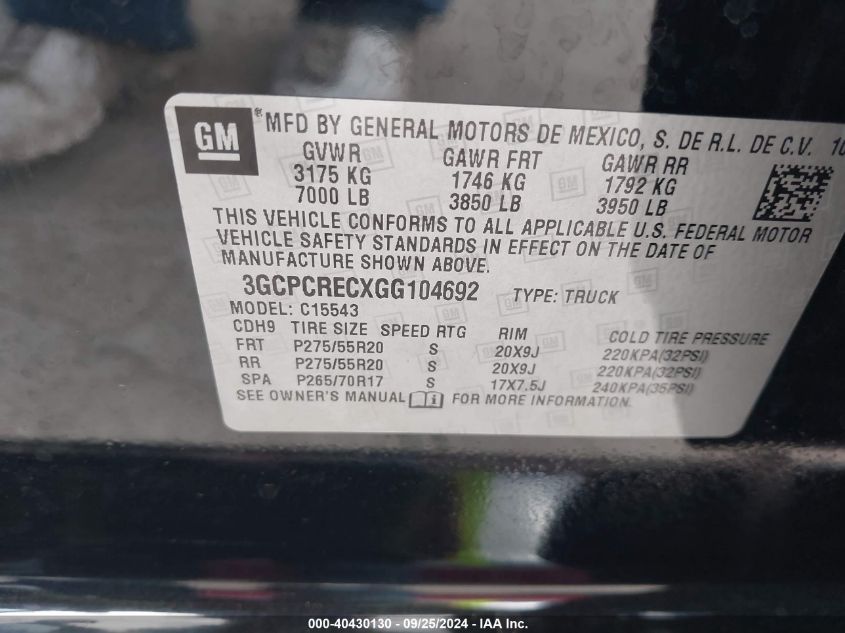 GM ® MFD BY GENERAL MOTORS DE MEXICO, S. DE R.L. DE C.V. 10
GVWR GAWR FRT GAWR RR
3175 KG 1746 KG 1792 KG
7000 LB 3850 LB 3950 LB
THIS VEHICLE CONFORMS TO ALL APPLICABLE U.S. FEDERAL MOTOR
VEHICLE SAFETY STANDARDS IN EFFECT ON THE DATE OF
MANUFACTURE SHOWN ABOVE.
3GCPCRECXGG104692 TYPE: TRUCK
MODEL: C15543
CDH9 TIRE SIZE SPEED RTG RIM COLD TIRE PRESSURE
FRT P275/55R20 S 20X9J 220KPA(32PSI)
RR P275/55R20 S 20X9J 220KPA(32PSI)
SPA P265/70R17 S 17X7.5J 240KPA(35PSI)
SEE OWNER'S MANUAL FOR MORE INFORMATION.
000-40430130 - 09/25/2024 - IAA Inc.